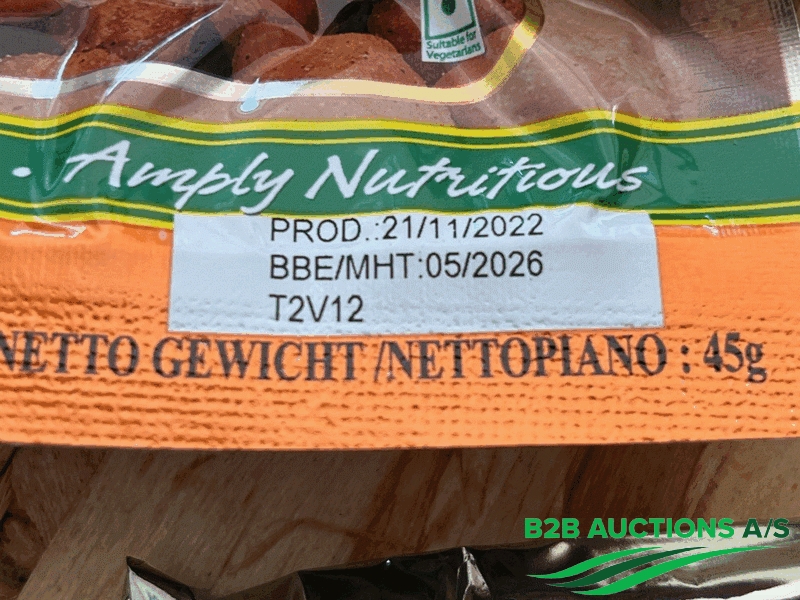 Suitable for
Vegetarians
. Amply Nutritious
PROD.:21/11/2022
BBE/MHT:05/2026
T2V12
NETTO GEWICHT /NETTOPIANO : 45g
B2B AUCTIONS A/S